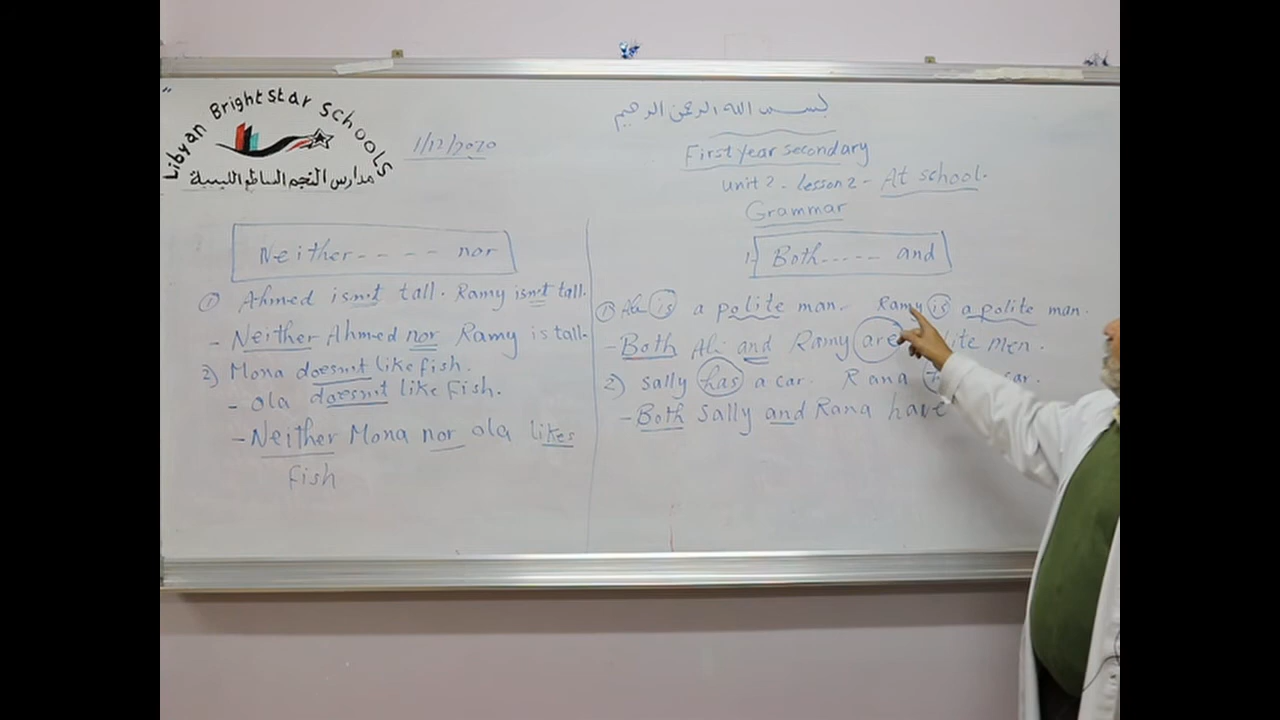 Libyan Bright Star Schools
مدارس النجم الساطع الليبية
1/12/2020
بسم الله الرحمن الرحيم
First year secondary
unit 2 - Lesson 2 - At school.
Grammar
Neither - - - - nor
① Ahmed isn't tall. Ramy isn't tall.
- Neither Ahmed nor Ramy is tall.
2) Mona doesn't like fish.
- Ola doesn't like Fish.
- Neither Mona nor Ola likes
fish
1- Both - - - - - and
① Ali is a polite man. Ramy is a polite man.
- Both Ali and Ramy are men.
2) Sally has a car. Rana car.
- Both Sally and Rana have